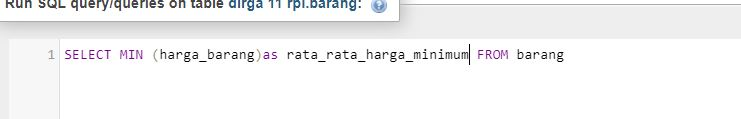 Run SQL query/queries on table dirga 11 rpl.barang:
1 SELECT MIN (harga_barang)as rata_rata_harga_minimum FROM barang